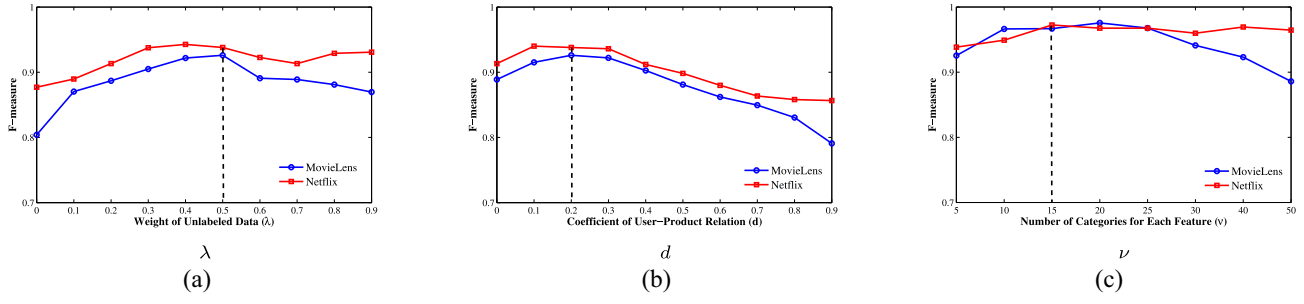 1
0.9
0.8
0.7
F−measure
0 0.1 0.2 0.3 0.4 0.5 0.6 0.7 0.8 0.9
Weight of Unlabeled Data (λ)
MovieLens
Netflix
λ
(a)
1
0.9
0.8
0.7
F−measure
0 0.1 0.2 0.3 0.4 0.5 0.6 0.7 0.8 0.9
Coefficient of User−Product Relation (d)
MovieLens
Netflix
d
(b)
1
0.9
0.8
0.7
F−measure
5 10 15 20 25 30 40 50
Number of Categories for Each Feature (ν)
MovieLens
Netflix
ν
(c)